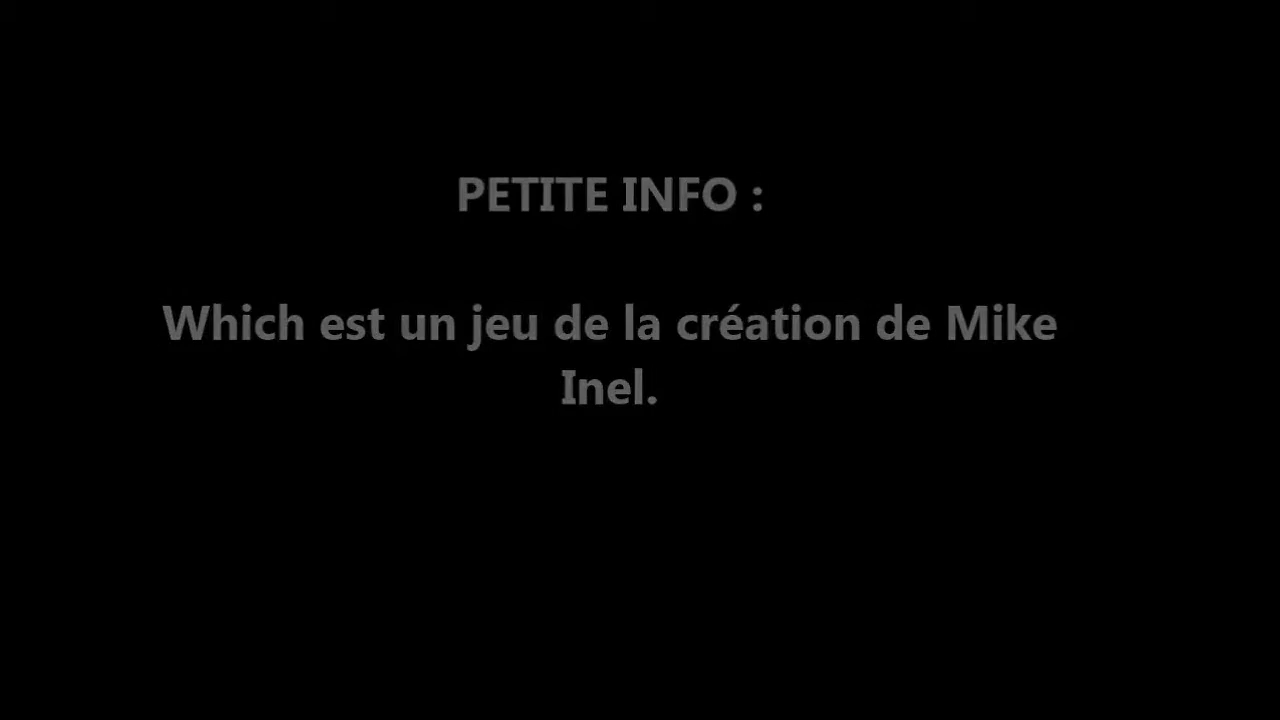 PETITE INFO :
Which est un jeu de la création de Mike
Inel.